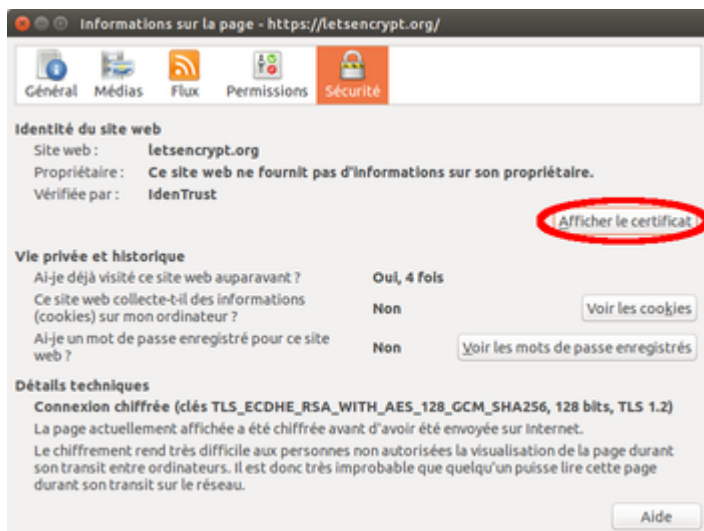 Informations sur la page - https://letsencrypt.org/
Général Médias Flux Permissions Sécurité
Identité du site web
Site web : letsencrypt.org
Propriétaire : Ce site web ne fournit pas d'informations sur son propriétaire.
Vérifiée par : IdenTrust
Afficher le certificat
Vie privée et historique
Ai-je déjà visité ce site web auparavant ? Oui, 4 fois
Ce site web collecte-t-il des informations
(cookies) sur mon ordinateur ? Non Voir les cookies
Ai-je un mot de passe enregistré pour ce site
web ? Non Voir les mots de passe enregistrés
Détails techniques
Connexion chiffrée (clés TLS_ECDHE_RSA_WITH_AES_128_GCM_SHA256, 128 bits, TLS 1.2)
La page actuellement affichée a été chiffrée avant d'avoir été envoyée sur Internet.
Le chiffrement rend très difficile aux personnes non autorisées la visualisation de la page durant
son transit entre ordinateurs. Il est donc très improbable que quelqu'un puisse lire cette page
durant son transit sur le réseau.
Aide